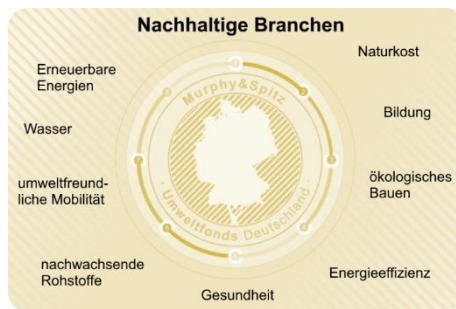 Nachhaltige Branchen
Naturkost
Erneuerbare
Energien
Bildung
Wasser
ökologisches
Bauen
umweltfreund-
liche Mobilität
Energieeffizienz
nachwachsende
Rohstoffe
Gesundheit
Murphy&Spitz
· Umweltfonds Deutschland ·